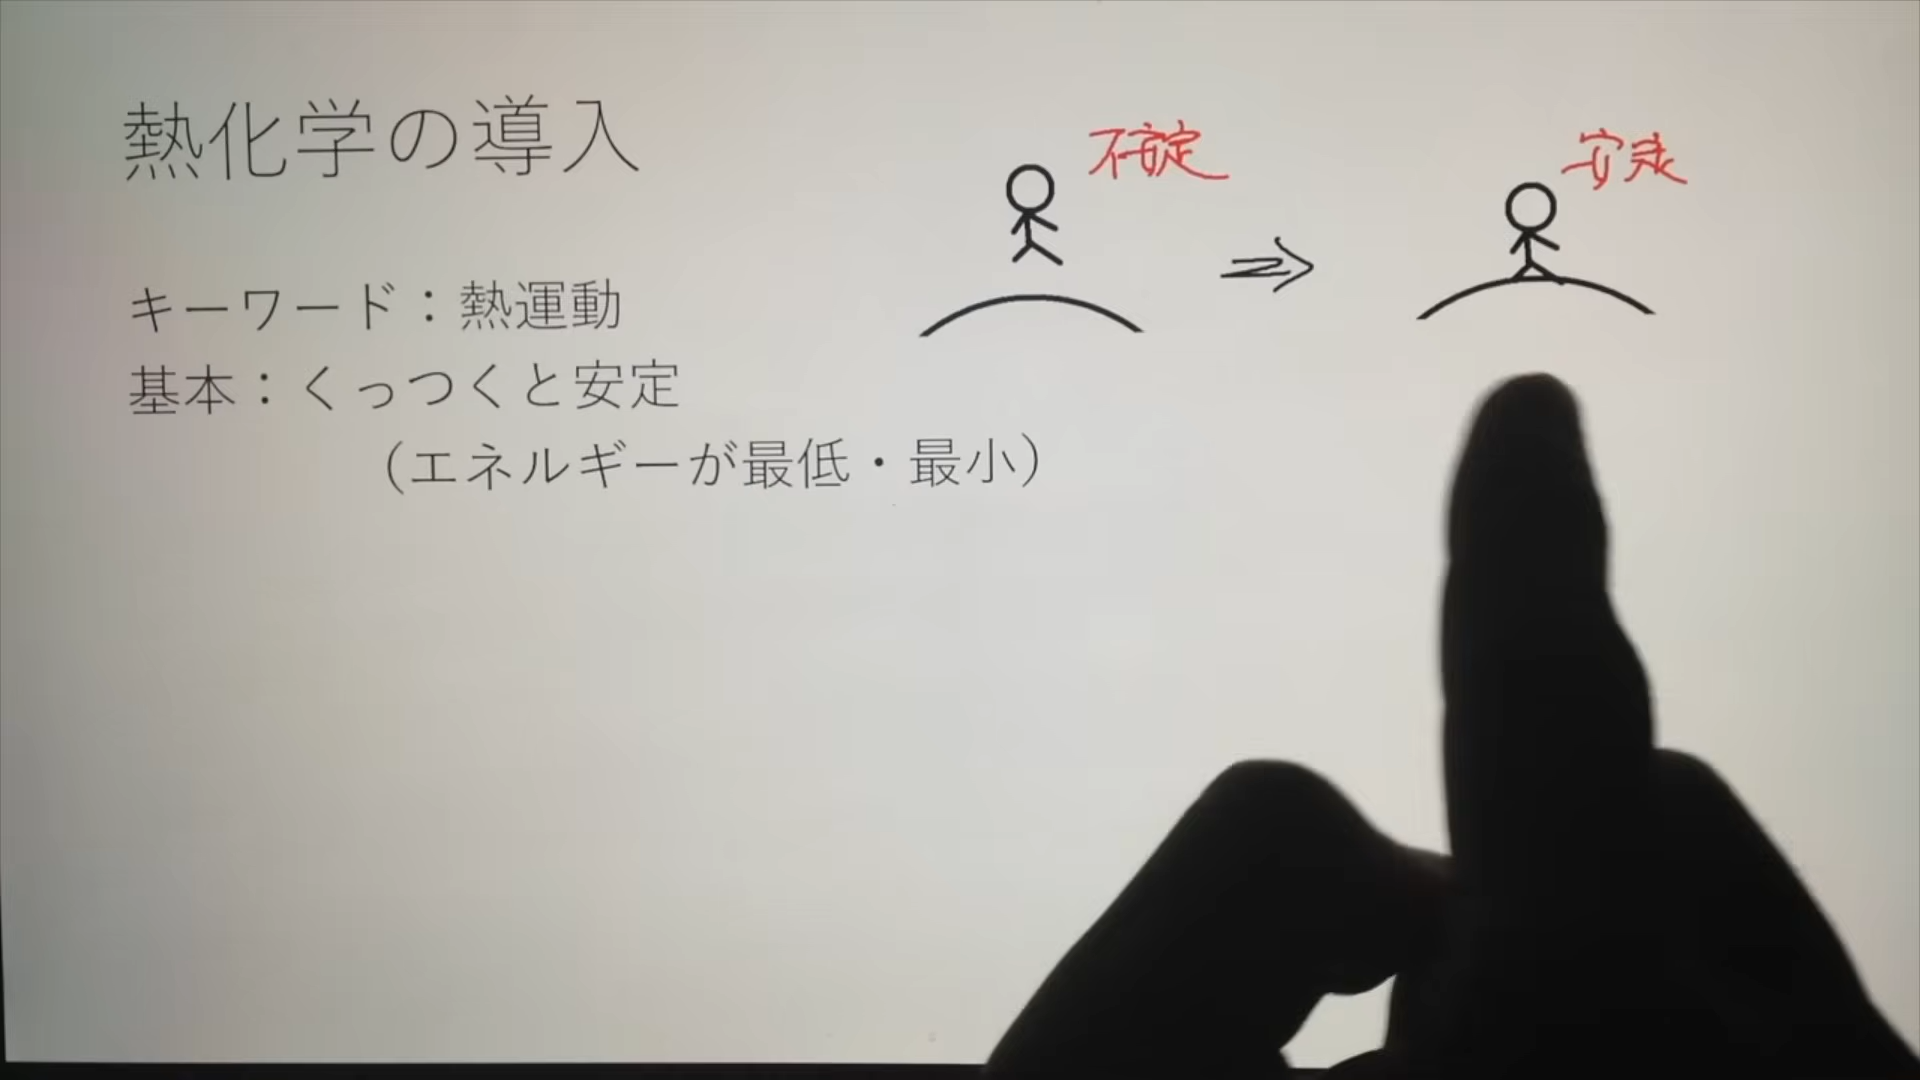 熱化学の導入
不安定
安定
キーワード：熱運動
基本：くっつくと安定
（エネルギーが最低・最小）